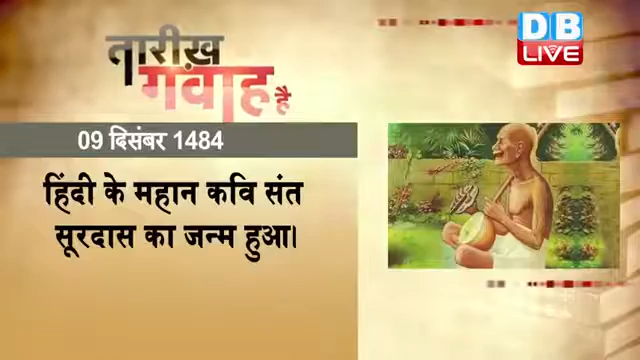 तारीख़
गवाह है
DB
LIVE
09 दिसंबर 1484
हिंदी के महान कवि संत
सूरदास का जन्म हुआ।